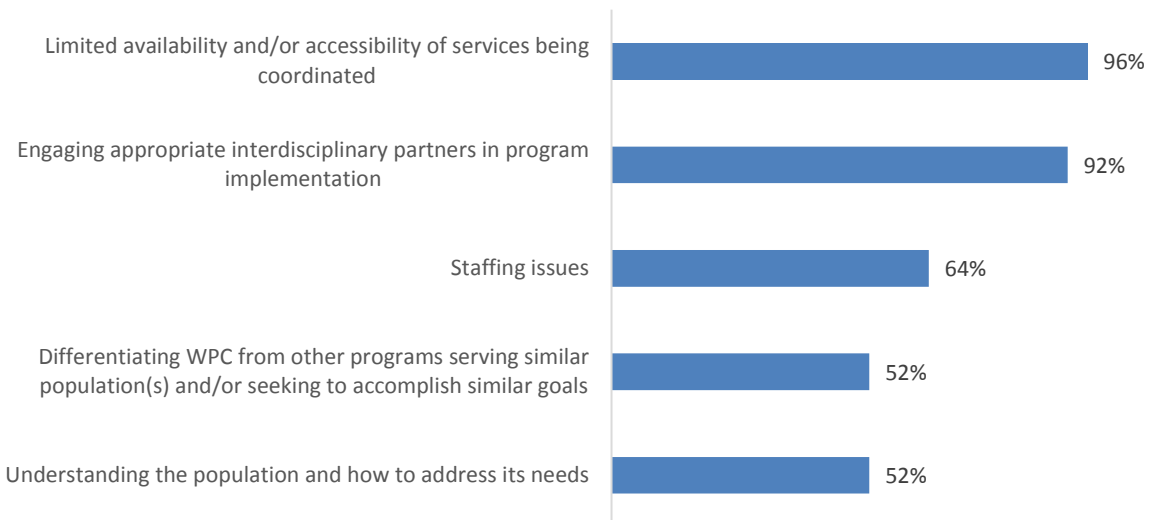 Limited availability and/or accessibility of services being
coordinated
96%
Engaging appropriate interdisciplinary partners in program
implementation
92%
Staffing issues
64%
Differentiating WPC from other programs serving similar
population(s) and/or seeking to accomplish similar goals
52%
Understanding the population and how to address its needs
52%